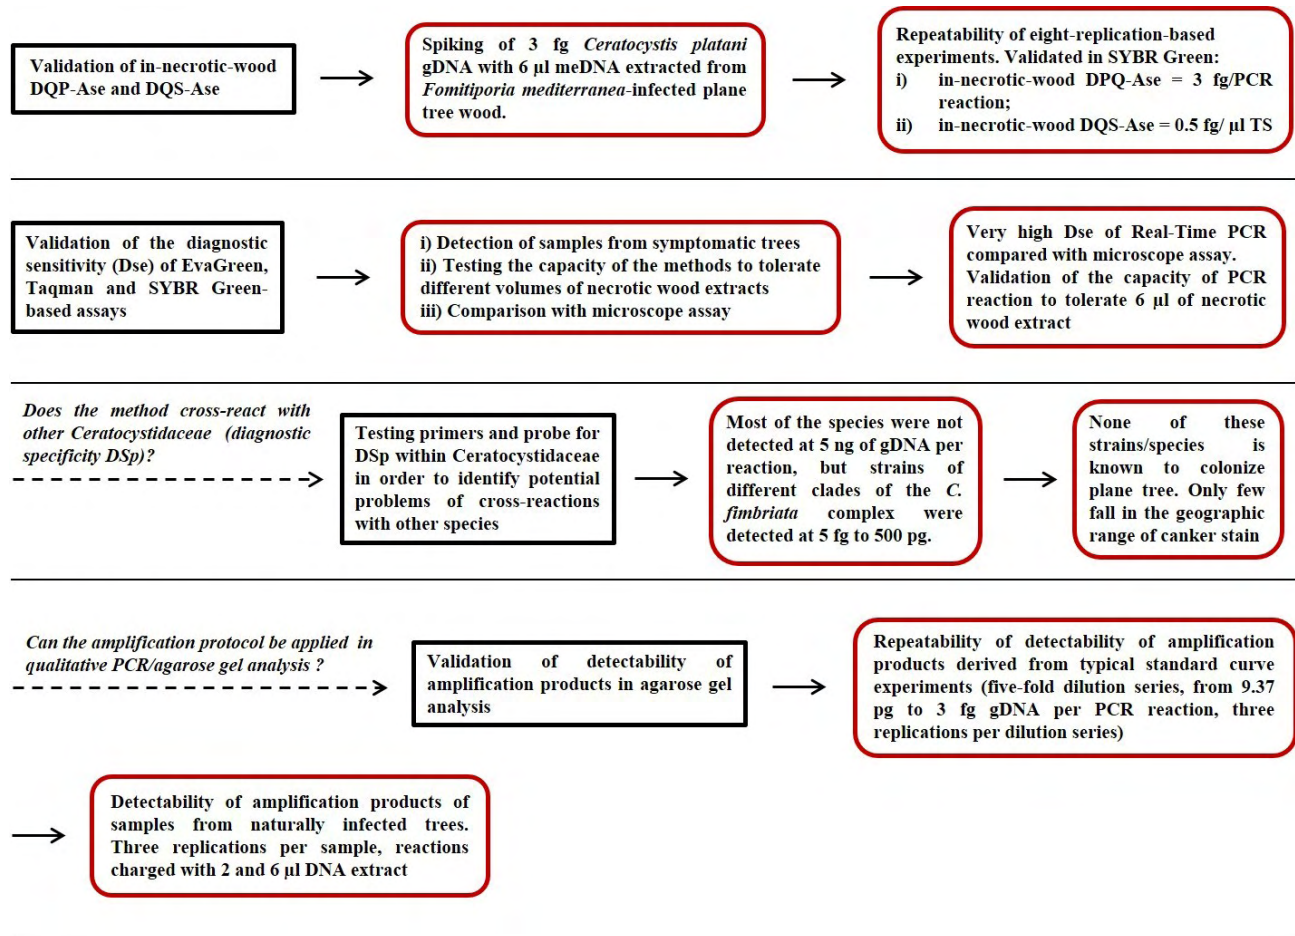 Validation of in-necrotic-wood
DQP-Ase and DQS-Ase
Spiking of 3 fg Ceratocystis platani
gDNA with 6 µl meDNA extracted from
Fomitiporia mediterranea-infected plane
tree wood.
Repeatability of eight-replication-based
experiments. Validated in SYBR Green:
i) in-necrotic-wood DPQ-Ase = 3 fg/PCR
reaction;
ii) in-necrotic-wood DQS-Ase = 0.5 fg/ µl TS
Validation of the diagnostic
sensitivity (Dse) of EvaGreen,
Taqman and SYBR Green-
based assays
i) Detection of samples from symptomatic trees
ii) Testing the capacity of the methods to tolerate
different volumes of necrotic wood extracts
iii) Comparison with microscope assay
Very high Dse of Real-Time PCR
compared with microscope assay.
Validation of the capacity of PCR
reaction to tolerate 6 µl of necrotic
wood extract
Does the method cross-react with
other Ceratocystidaceae (diagnostic
specificity DSp)?
Testing primers and probe for
DSp within Ceratocystidaceae
in order to identify potential
problems of cross-reactions
with other species
Most of the species were not
detected at 5 ng of gDNA per
reaction, but strains of
different clades of the C.
fimbriata complex were
detected at 5 fg to 500 pg.
None of these
strains/species is
known to colonize
plane tree. Only few
fall in the geographic
range of canker stain
Can the amplification protocol be applied in
qualitative PCR/agarose gel analysis ?
Validation of detectability of
amplification products in agarose gel
analysis
Repeatability of detectability of amplification
products derived from typical standard curve
experiments (five-fold dilution series, from 9.37
pg to 3 fg gDNA per PCR reaction, three
replications per dilution series)
Detectability of amplification products of
samples from naturally infected trees.
Three replications per sample, reactions
charged with 2 and 6 µl DNA extract